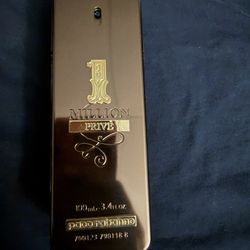 1
MILLION
PRIVÉ
100 ml e 3.4 fl.oz.
paco rabanne